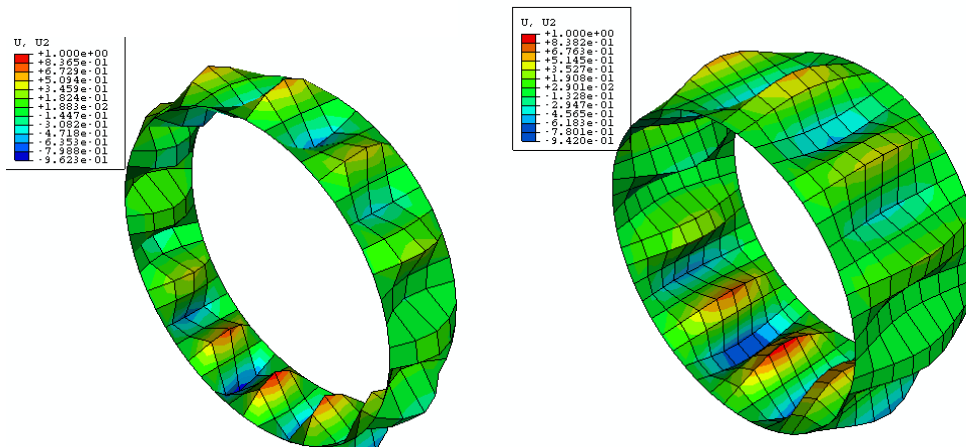 U, U2
+1.000e+00
+8.365e-01
+6.729e-01
+5.094e-01
+3.459e-01
+1.824e-01
+1.883e-02
-1.447e-01
-3.082e-01
-4.718e-01
-6.353e-01
-7.988e-01
-9.623e-01
U, U2
+1.000e+00
+8.382e-01
+6.763e-01
+5.145e-01
+3.527e-01
+1.908e-01
+2.901e-02
-1.328e-01
-2.947e-01
-4.565e-01
-6.183e-01
-7.801e-01
-9.420e-01